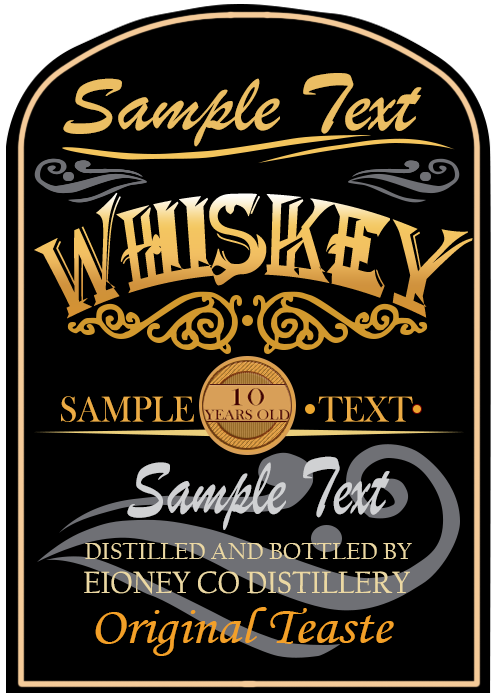 Sample Text
WHISKEY
SAMPLE
10
YEARS OLD
•TEXT•
Sample Text
DISTILLED AND BOTTLED BY
EIONEY CO DISTILLERY
Original Teaste